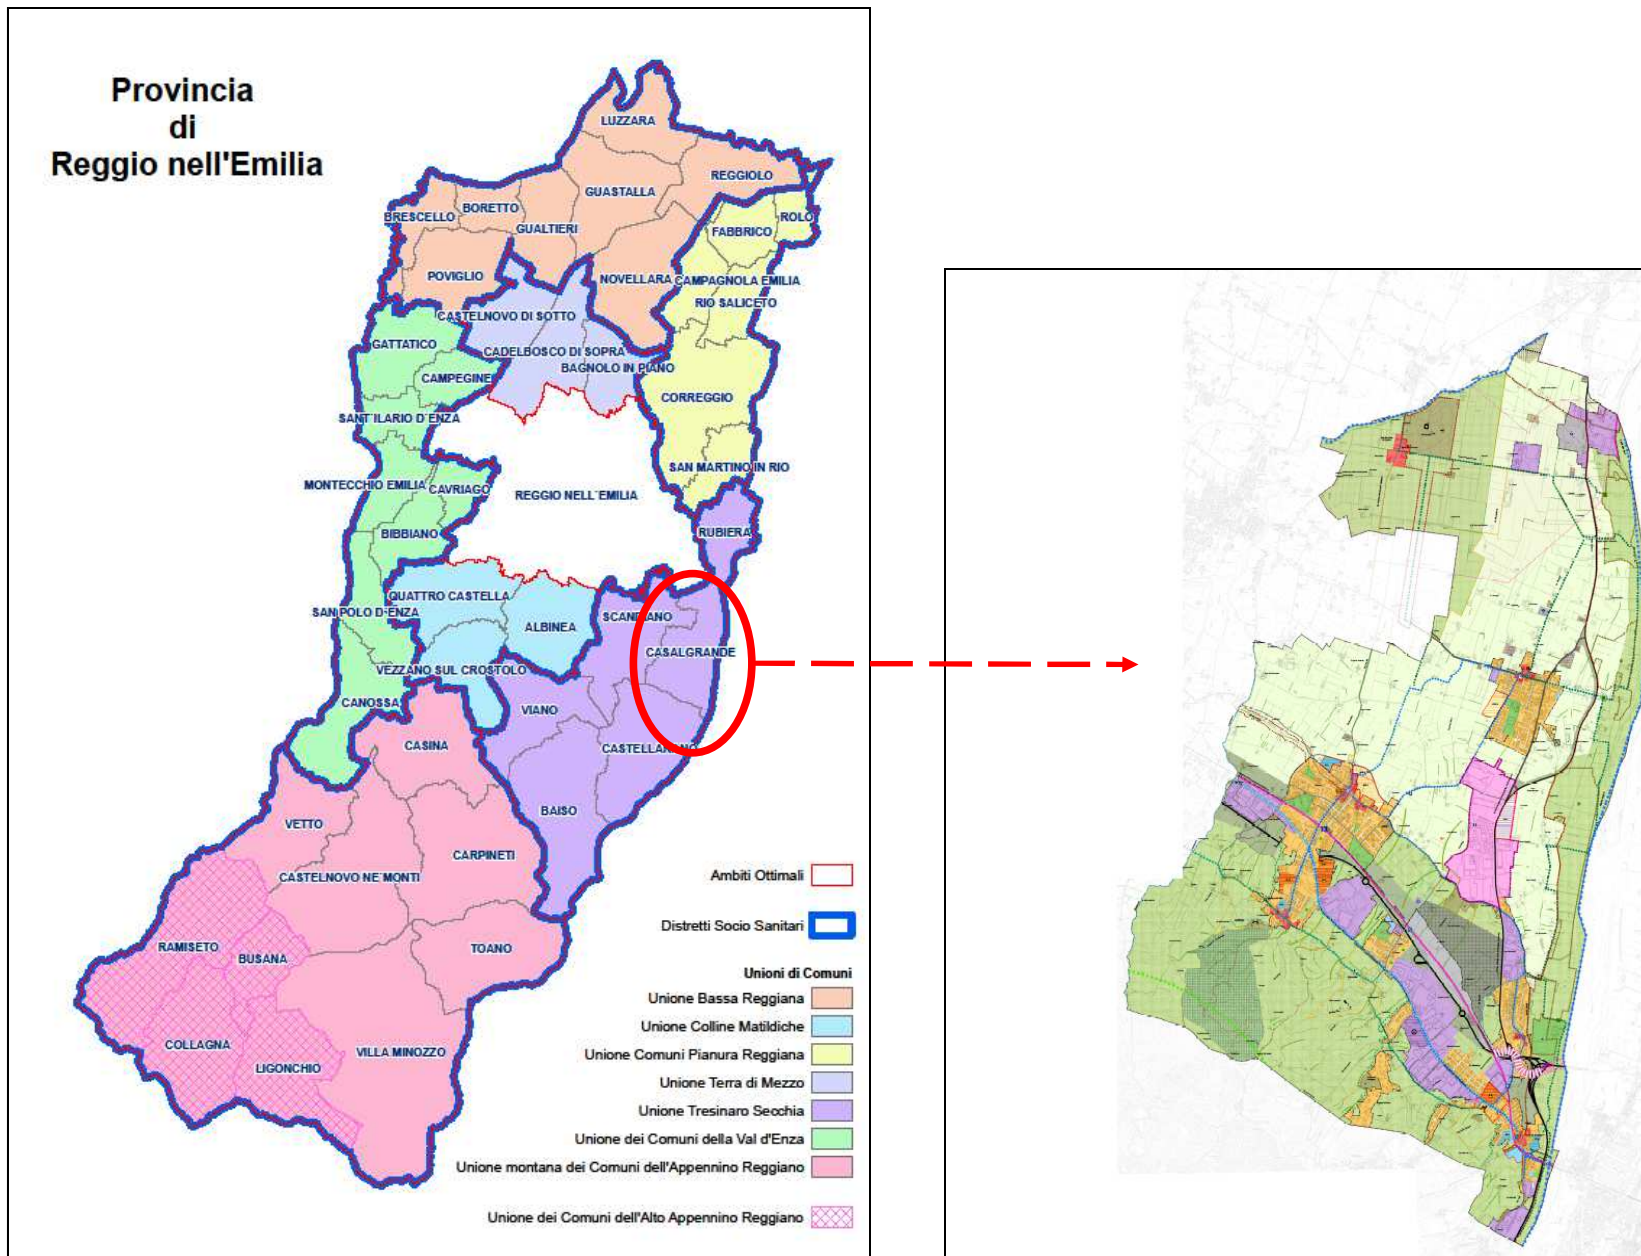 Provincia
di
Reggio nell'Emilia
LUZZARA
REGGIOLO
GUASTALLA
BORETTO
BRESCELLO
ROLO
GUALTIERI
FABBRICO
POVIGLIO
NOVELLARA
CAMPAGNOLA EMILIA
RIO SALICETO
CASTELNOVO DI SOTTO
GATTATICO
CADELBOSCO DI SOPRA
BAGNOLO IN PIANO
CAMPEGINE
CORREGGIO
SANT'ILARIO D'ENZA
SAN MARTINO IN RIO
MONTECCHIO EMILIA
CAVRIAGO
REGGIO NELL'EMILIA
BIBBIANO
RUBIERA
QUATTRO CASTELLA
SAN POLO D'ENZA
ALBINEA
SCANDIANO
CASALGRANDE
VEZZANO SUL CROSTOLO
CANOSSA
VIANO
CASINA
CASTELLARANO
BAISO
VETTO
CARPINETI
CASTELNOVO NE MONTI
RAMISETO
BUSANA
TOANO
COLLAGNA
LIGONCHIO
VILLA MINOZZO
Ambiti Ottimali
Distretti Socio Sanitari
Unioni di Comuni
Unione Bassa Reggiana
Unione Colline Matildiche
Unione Comuni Pianura Reggiana
Unione Terra di Mezzo
Unione Tresinaro Secchia
Unione dei Comuni della Val d'Enza
Unione montana dei Comuni dell'Appennino Reggiano
Unione dei Comuni dell'Alto Appennino Reggiano